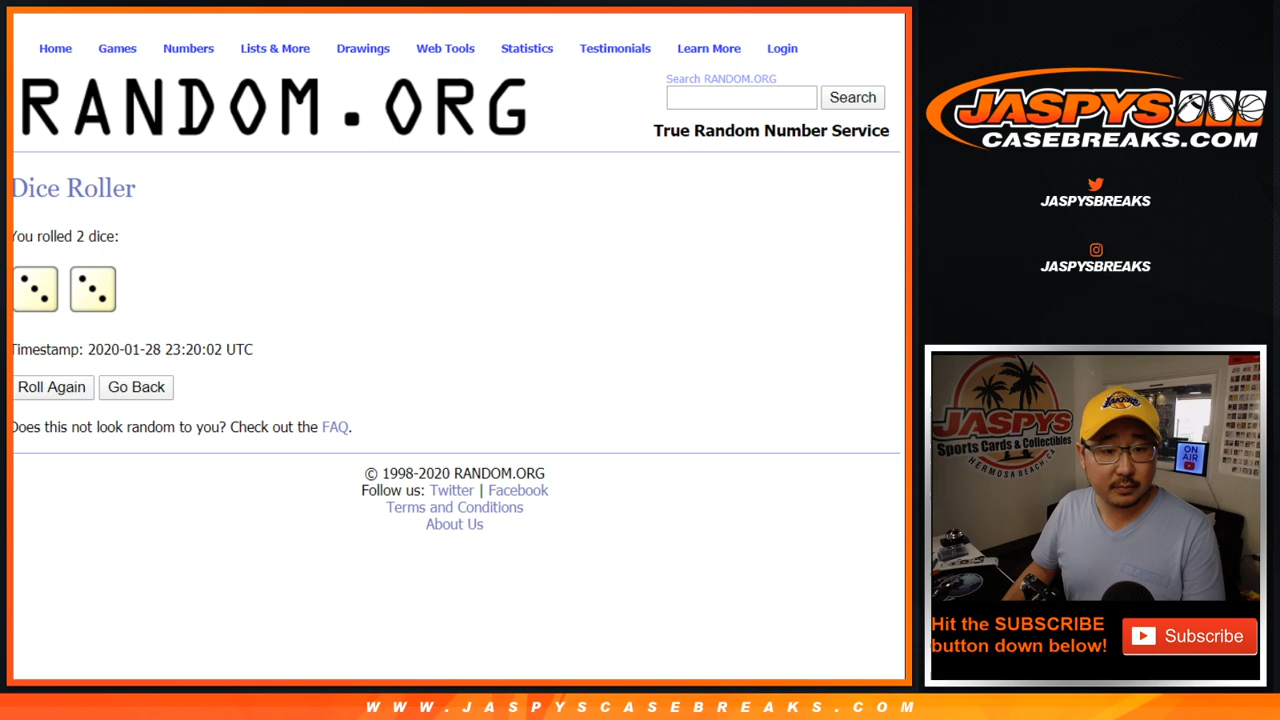 Home Games Numbers Lists & More Drawings Web Tools Statistics Testimonials Learn More Login
RANDOM.ORG
Search RANDOM.ORG
Search
True Random Number Service
Dice Roller
You rolled 2 dice:
Timestamp: 2020-01-28 23:20:02 UTC
Roll Again Go Back
Does this not look random to you? Check out the FAQ.
© 1998-2020 RANDOM.ORG
Follow us: Twitter | Facebook
Terms and Conditions
About Us
JASPYS
CASEBREAKS.COM
JASPYSBREAKS
JASPYSBREAKS
JASPYS
Sports Cards & Collectibles
HERMOSA BEACH, CA
LAKERS
ON
AIR
Hit the SUBSCRIBE
button down below!
Subscribe
WWW.JASPYSCASEBREAKS.COM